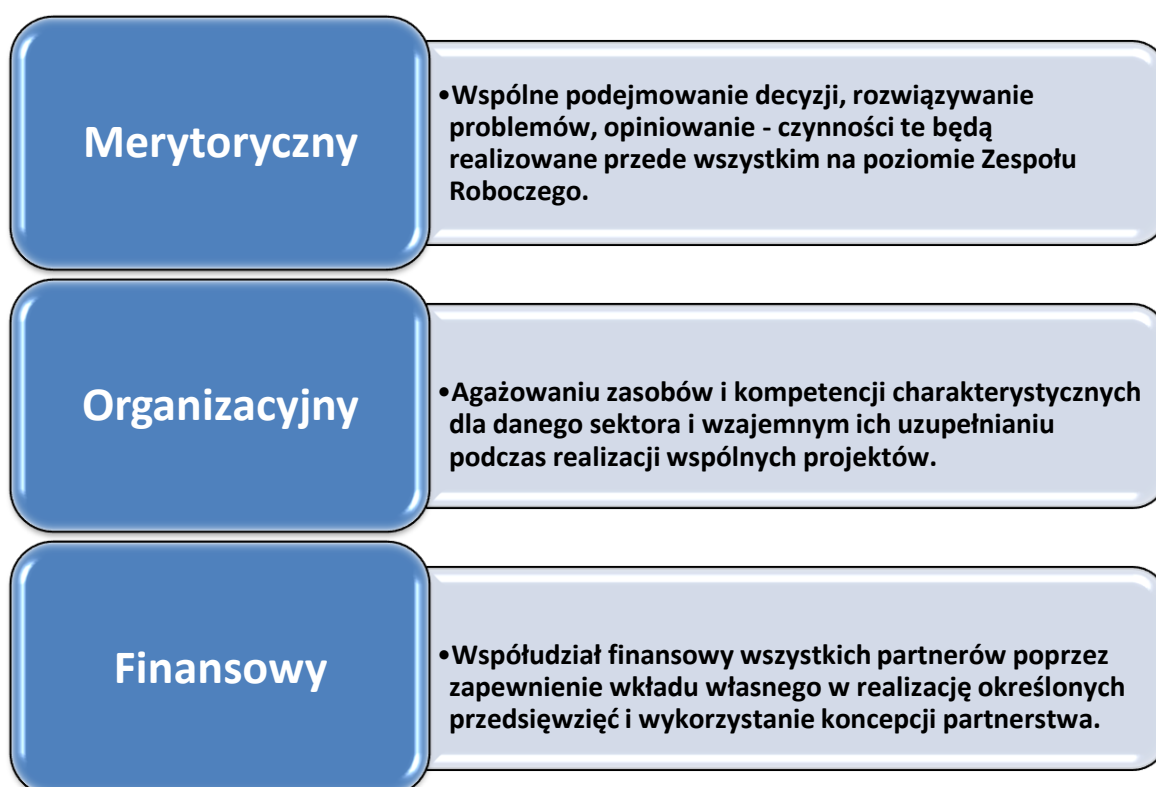 Merytoryczny
•Wspólne podejmowanie decyzji, rozwiązywanie
problemów, opiniowanie - czynności te będą
realizowane przede wszystkim na poziomie Zespołu
Roboczego.
Organizacyjny
•Agażowaniu zasobów i kompetencji charakterystycznych
dla danego sektora i wzajemnym ich uzupełnianiu
podczas realizacji wspólnych projektów.
Finansowy
•Współudział finansowy wszystkich partnerów poprzez
zapewnienie wkładu własnego w realizację określonych
przedsięwzięć i wykorzystanie koncepcji partnerstwa.